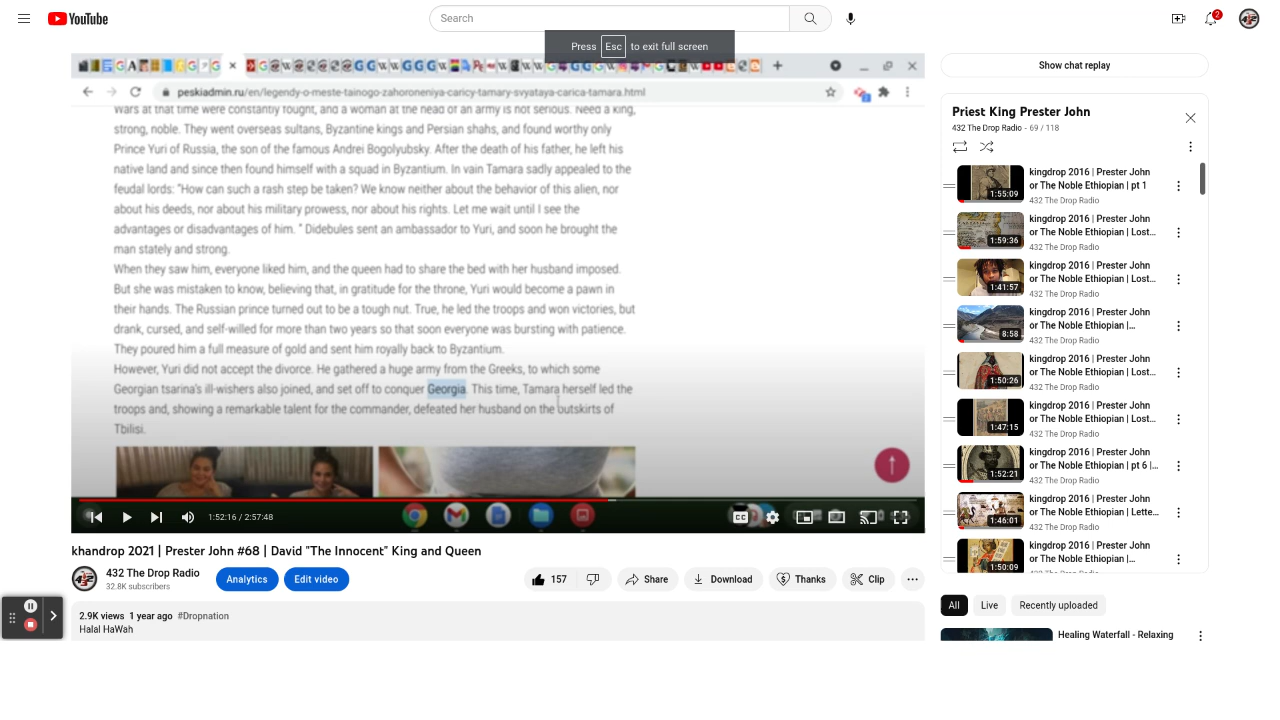 YouTube
Search
2
Press Esc to exit full screen
peskiadmin.ru/en/legendy-o-meste-tainogo-zahoroneniya-caricy-tamary-svyataya-carica-tamara.html
Wars at that time were constantly fought, and a woman at the head of an army is not serious. Need a king,
strong, noble. They went overseas sultans, Byzantine kings and Persian shahs, and found worthy only
Prince Yuri of Russia, the son of the famous Andrei Bogolyubsky. After the death of his father, he left his
native land and since then found himself with a squad in Byzantium. In vain Tamara sadly appealed to the
feudal lords: "How can such a rash step be taken? We know neither about the behavior of this alien, nor
about his deeds, nor about his military prowess, nor about his rights. Let me wait until I see the
advantages or disadvantages of him. " Didebules sent an ambassador to Yuri, and soon he brought the
man stately and strong.
When they saw him, everyone liked him, and the queen had to share the bed with her husband imposed.
But she was mistaken to know, believing that, in gratitude for the throne, Yuri would become a pawn in
their hands. The Russian prince turned out to be a tough nut. True, he led the troops and won victories, but
drank, cursed, and self-willed for more than two years so that soon everyone was bursting with patience.
They poured him a full measure of gold and sent him royally back to Byzantium.
However, Yuri did not accept the divorce. He gathered a huge army from the Greeks, to which some
Georgian tsarina's ill-wishers also joined, and set off to conquer Georgia. This time, Tamara herself led the
troops and, showing a remarkable talent for the commander, defeated her husband on the outskirts of
Tbilisi.
1:52:16 / 2:57:48
khandrop 2021 | Prester John #68 | David "The Innocent" King and Queen
432 The Drop Radio
32.8K subscribers
Analytics
Edit video
157
Share
Download
Thanks
Clip
2.9K views 1 year ago #Dropnation
Halal HaWah
Show chat replay
Priest King Prester John
432 The Drop Radio - 69 / 118
1:55:09
kingdrop 2016 | Prester John
or The Noble Ethiopian | pt 1
432 The Drop Radio
1:59:36
kingdrop 2016 | Prester John
or The Noble Ethiopian | Lost...
432 The Drop Radio
1:41:57
kingdrop 2016 | Prester John
or The Noble Ethiopian | Lost...
432 The Drop Radio
8:58
kingdrop 2016 | Prester John
or The Noble Ethiopian |...
432 The Drop Radio
1:50:26
kingdrop 2016 | Prester John
or The Noble Ethiopian | Lost...
432 The Drop Radio
1:47:15
kingdrop 2016 | Prester John
or The Noble Ethiopian | Lost...
432 The Drop Radio
1:52:21
kingdrop 2016 | Prester John
or The Noble Ethiopian | pt 6 |...
432 The Drop Radio
1:46:01
kingdrop 2016 | Prester John
or The Noble Ethiopian | Lette...
432 The Drop Radio
1:50:09
kingdrop 2016 | Prester John
or The Noble Ethiopian |...
All
Live
Recently uploaded
Healing Waterfall - Relaxing